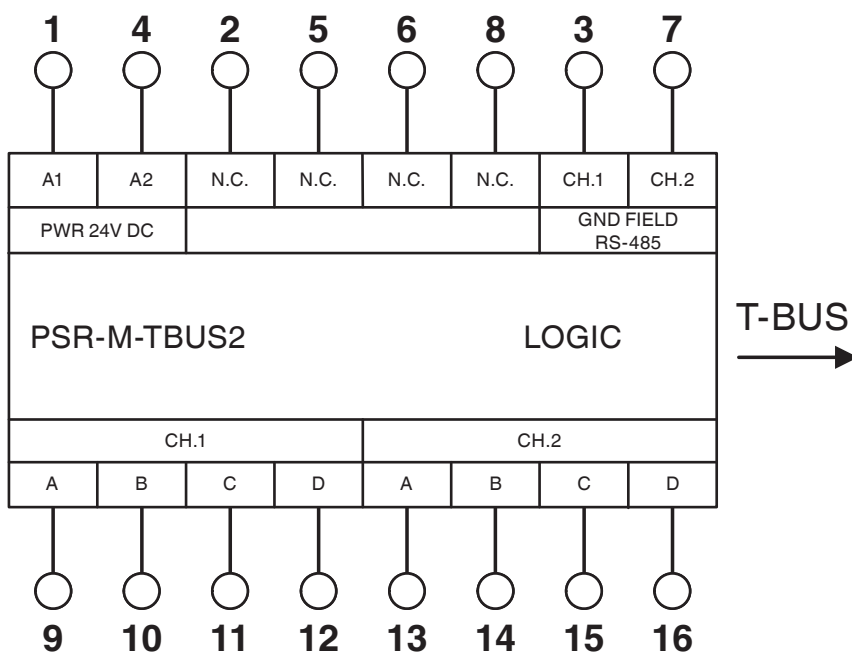 1 4 2 5 6 8 3 7
A1 A2 N.C. N.C. N.C. N.C. CH.1 CH.2
PWR 24V DC GND FIELD
RS-485
PSR-M-TBUS2 LOGIC T-BUS
CH.1 CH.2
A B C D A B C D
9 10 11 12 13 14 15 16